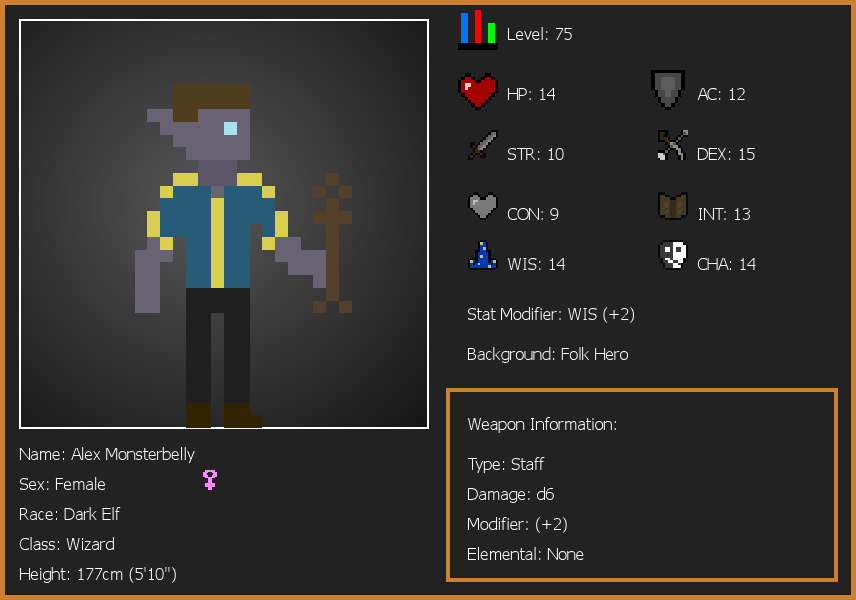 Level: 75
HP: 14
AC: 12
STR: 10
DEX: 15
CON: 9
INT: 13
WIS: 14
CHA: 14
Stat Modifier: WIS (+2)
Background: Folk Hero
Weapon Information:
Type: Staff
Damage: d6
Modifier: (+2)
Elemental: None
Name: Alex Monsterbelly
Sex: Female
Race: Dark Elf
Class: Wizard
Height: 177cm (5'10")